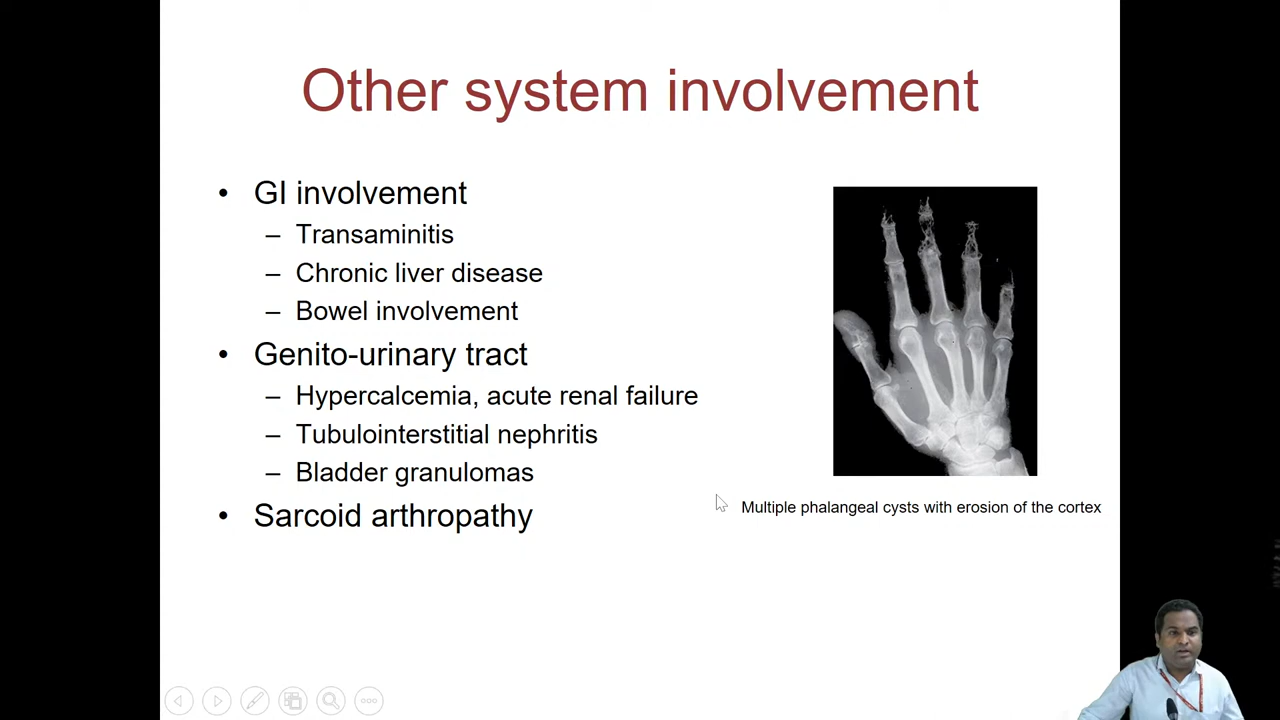 Other system involvement
• GI involvement
– Transaminitis
– Chronic liver disease
– Bowel involvement
• Genito-urinary tract
– Hypercalcemia, acute renal failure
– Tubulointerstitial nephritis
– Bladder granulomas
• Sarcoid arthropathy
Multiple phalangeal cysts with erosion of the cortex